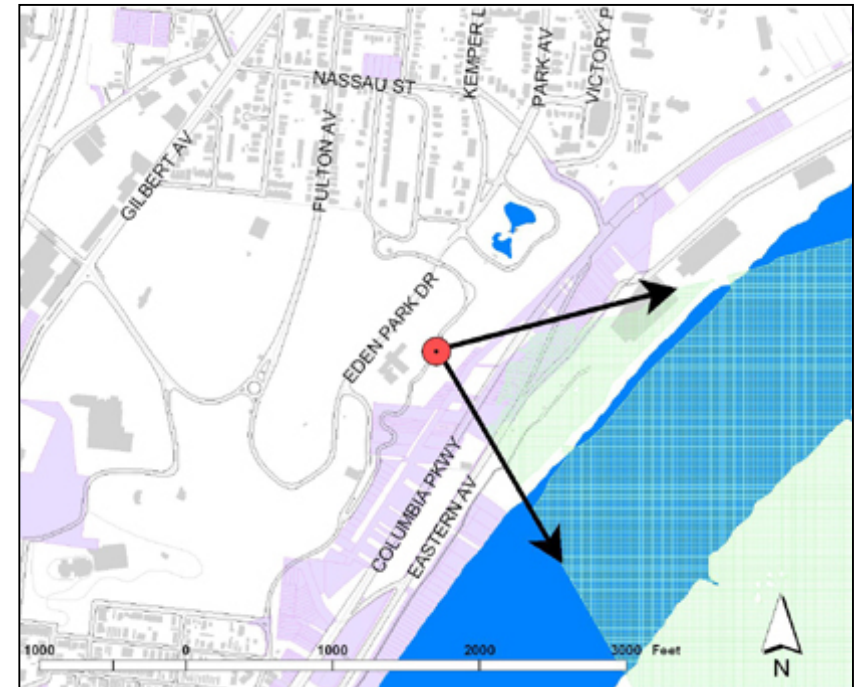 KEMPER L
PARK AV
VICTORY P
NASSAU ST
GILBERT AV
FULTON AV
EDEN PARK DR
COLUMBIA PKWY
EASTERN AV
1000 0 1000 2000 3000 Feet
N